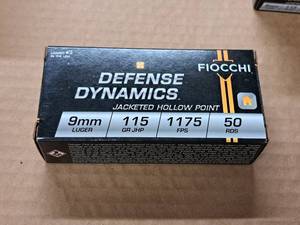 DEFENSE
DYNAMICS
JACKETED HOLLOW POINT
FIOCCHI
9mm 115 1175 50
LUGER GR JHP FPS RDS